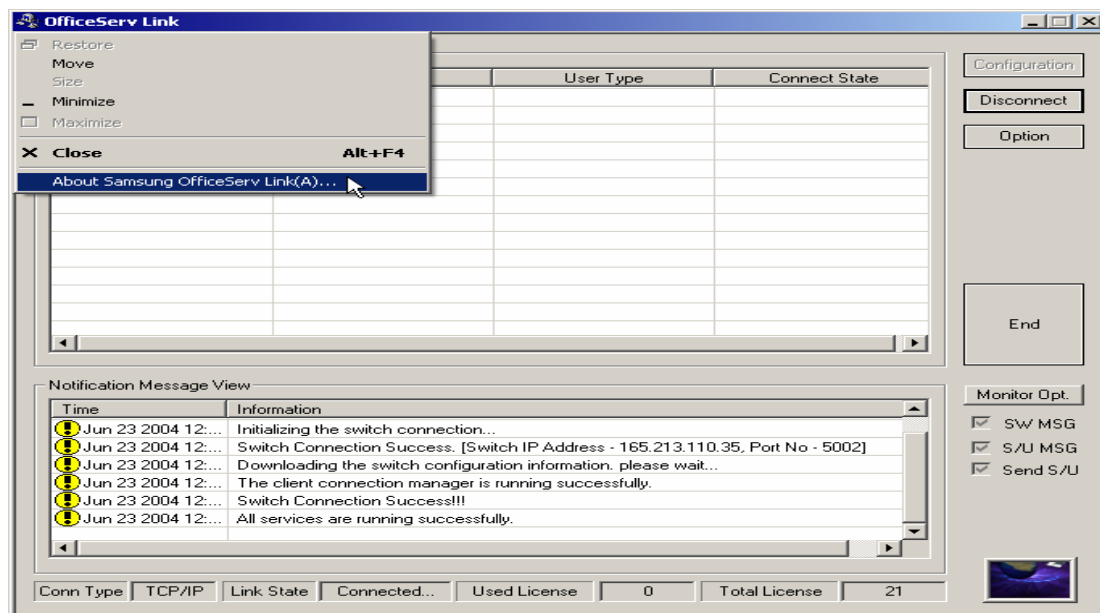 OfficeServ Link
Restore
Move
Size
Minimize
Maximize
Close Alt+F4
About Samsung OfficeServ Link(A)...
User Type Connect State
Configuration
Disconnect
Option
End
Notification Message View
Time Information
Jun 23 2004 12:... Initializing the switch connection...
Jun 23 2004 12:... Switch Connection Success. [Switch IP Address - 165.213.110.35, Port No - 5002]
Jun 23 2004 12:... Downloading the switch configuration information. please wait...
Jun 23 2004 12:... The client connection manager is running successfully.
Jun 23 2004 12:... Switch Connection Success!!!
Jun 23 2004 12:... All services are running successfully.
Monitor Opt.
SW MSG
S/U MSG
Send S/U
Conn Type TCP/IP Link State Connected... Used License 0 Total License 21